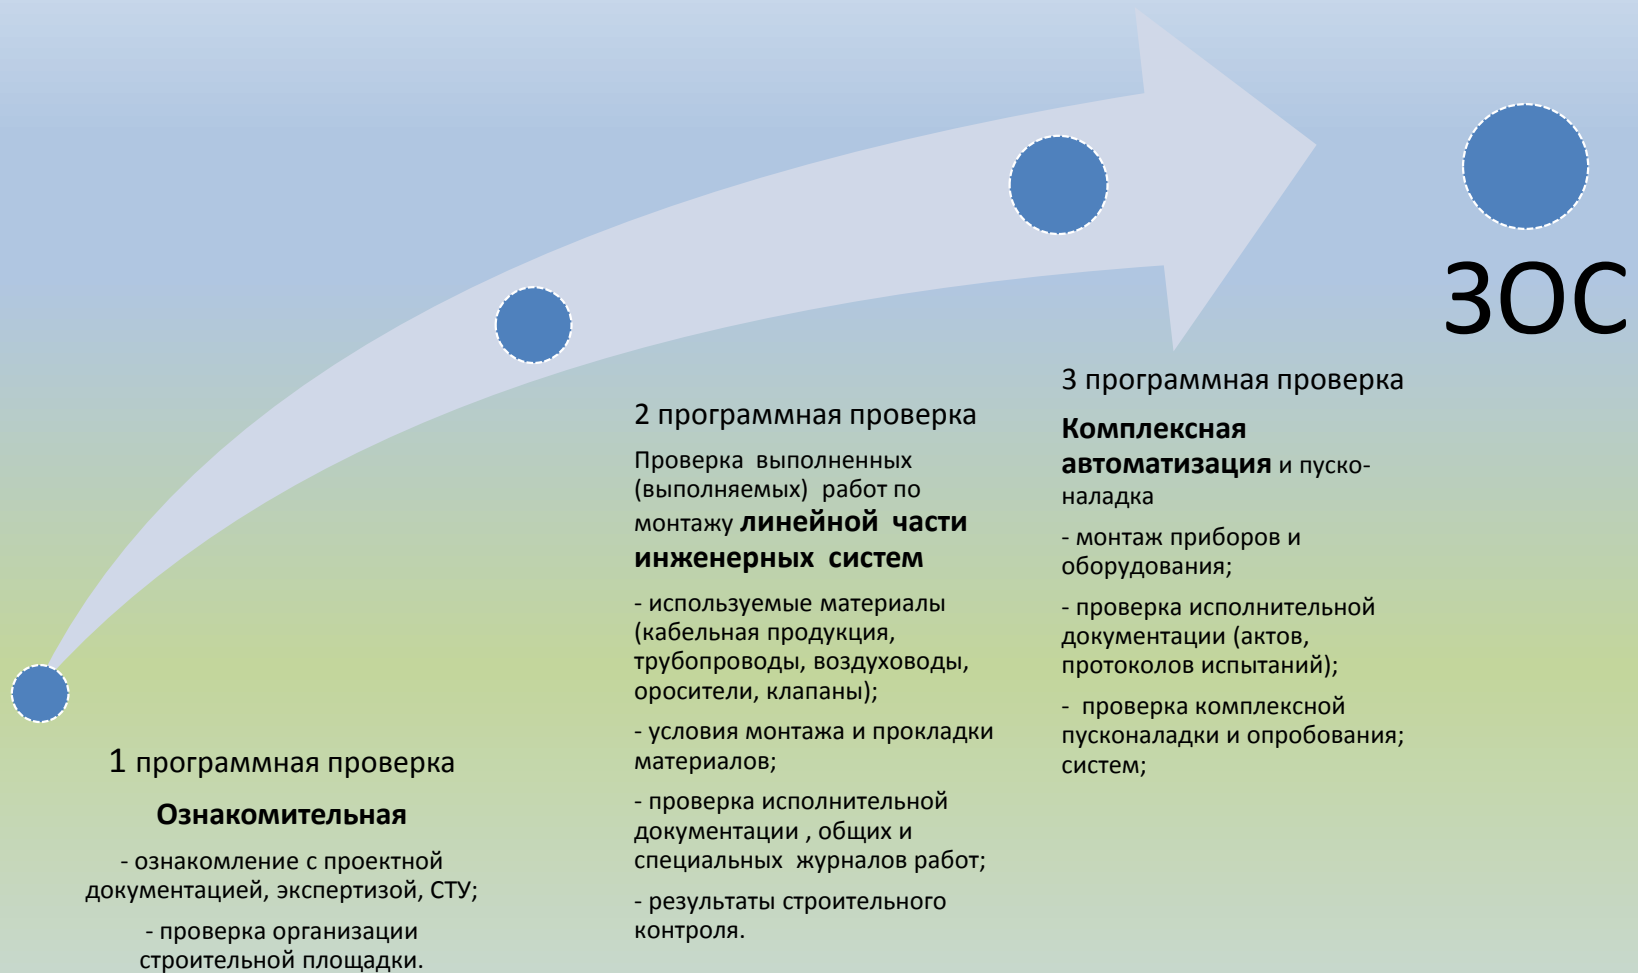 ЗОС
1 программная проверка
Ознакомительная
- ознакомление с проектной
документацией, экспертизой, СТУ;
- проверка организации
строительной площадки.
2 программная проверка
Проверка выполненных
(выполняемых) работ по
монтажу линейной части
инженерных систем
- используемые материалы
(кабельная продукция,
трубопроводы, воздуховоды,
оросители, клапаны);
- условия монтажа и прокладки
материалов;
- проверка исполнительной
документации , общих и
специальных журналов работ;
- результаты строительного
контроля.
3 программная проверка
Комплексная
автоматизация и пуско-
наладка
- монтаж приборов и
оборудования;
- проверка исполнительной
документации (актов,
протоколов испытаний);
- проверка комплексной
пусконаладки и опробования;
систем;